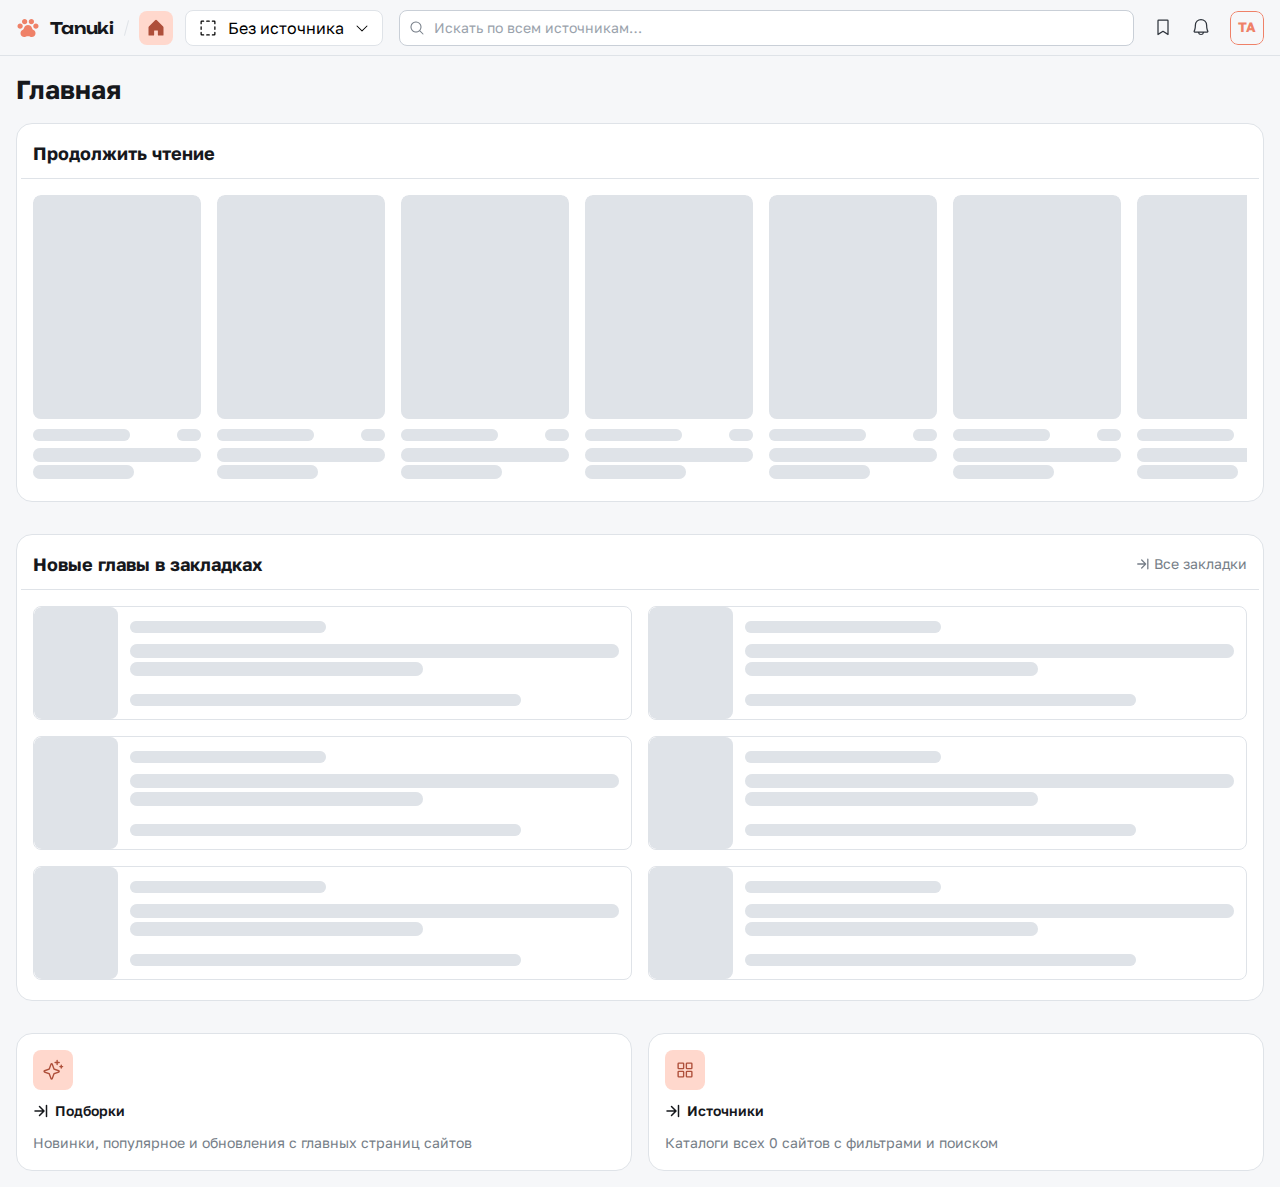 Tanuki / Без источника Искать по всем источникам... TA
Главная
Продолжить чтение
Новые главы в закладках Все закладки
Подборки
Новинки, популярное и обновления с главных страниц сайтов
Источники
Каталоги всех 0 сайтов с фильтрами и поиском